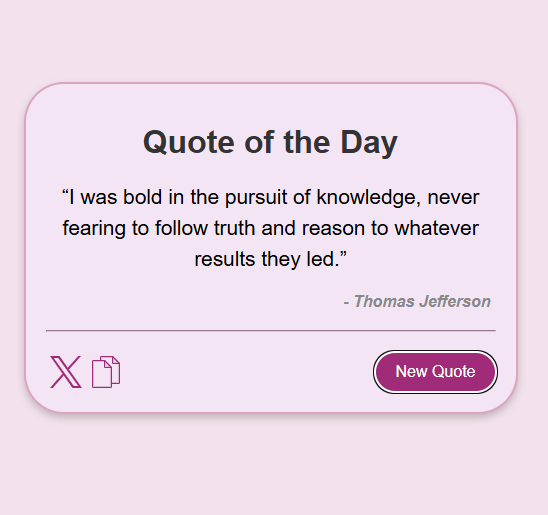 Quote of the Day
“I was bold in the pursuit of knowledge, never
fearing to follow truth and reason to whatever
results they led.”
- Thomas Jefferson
New Quote